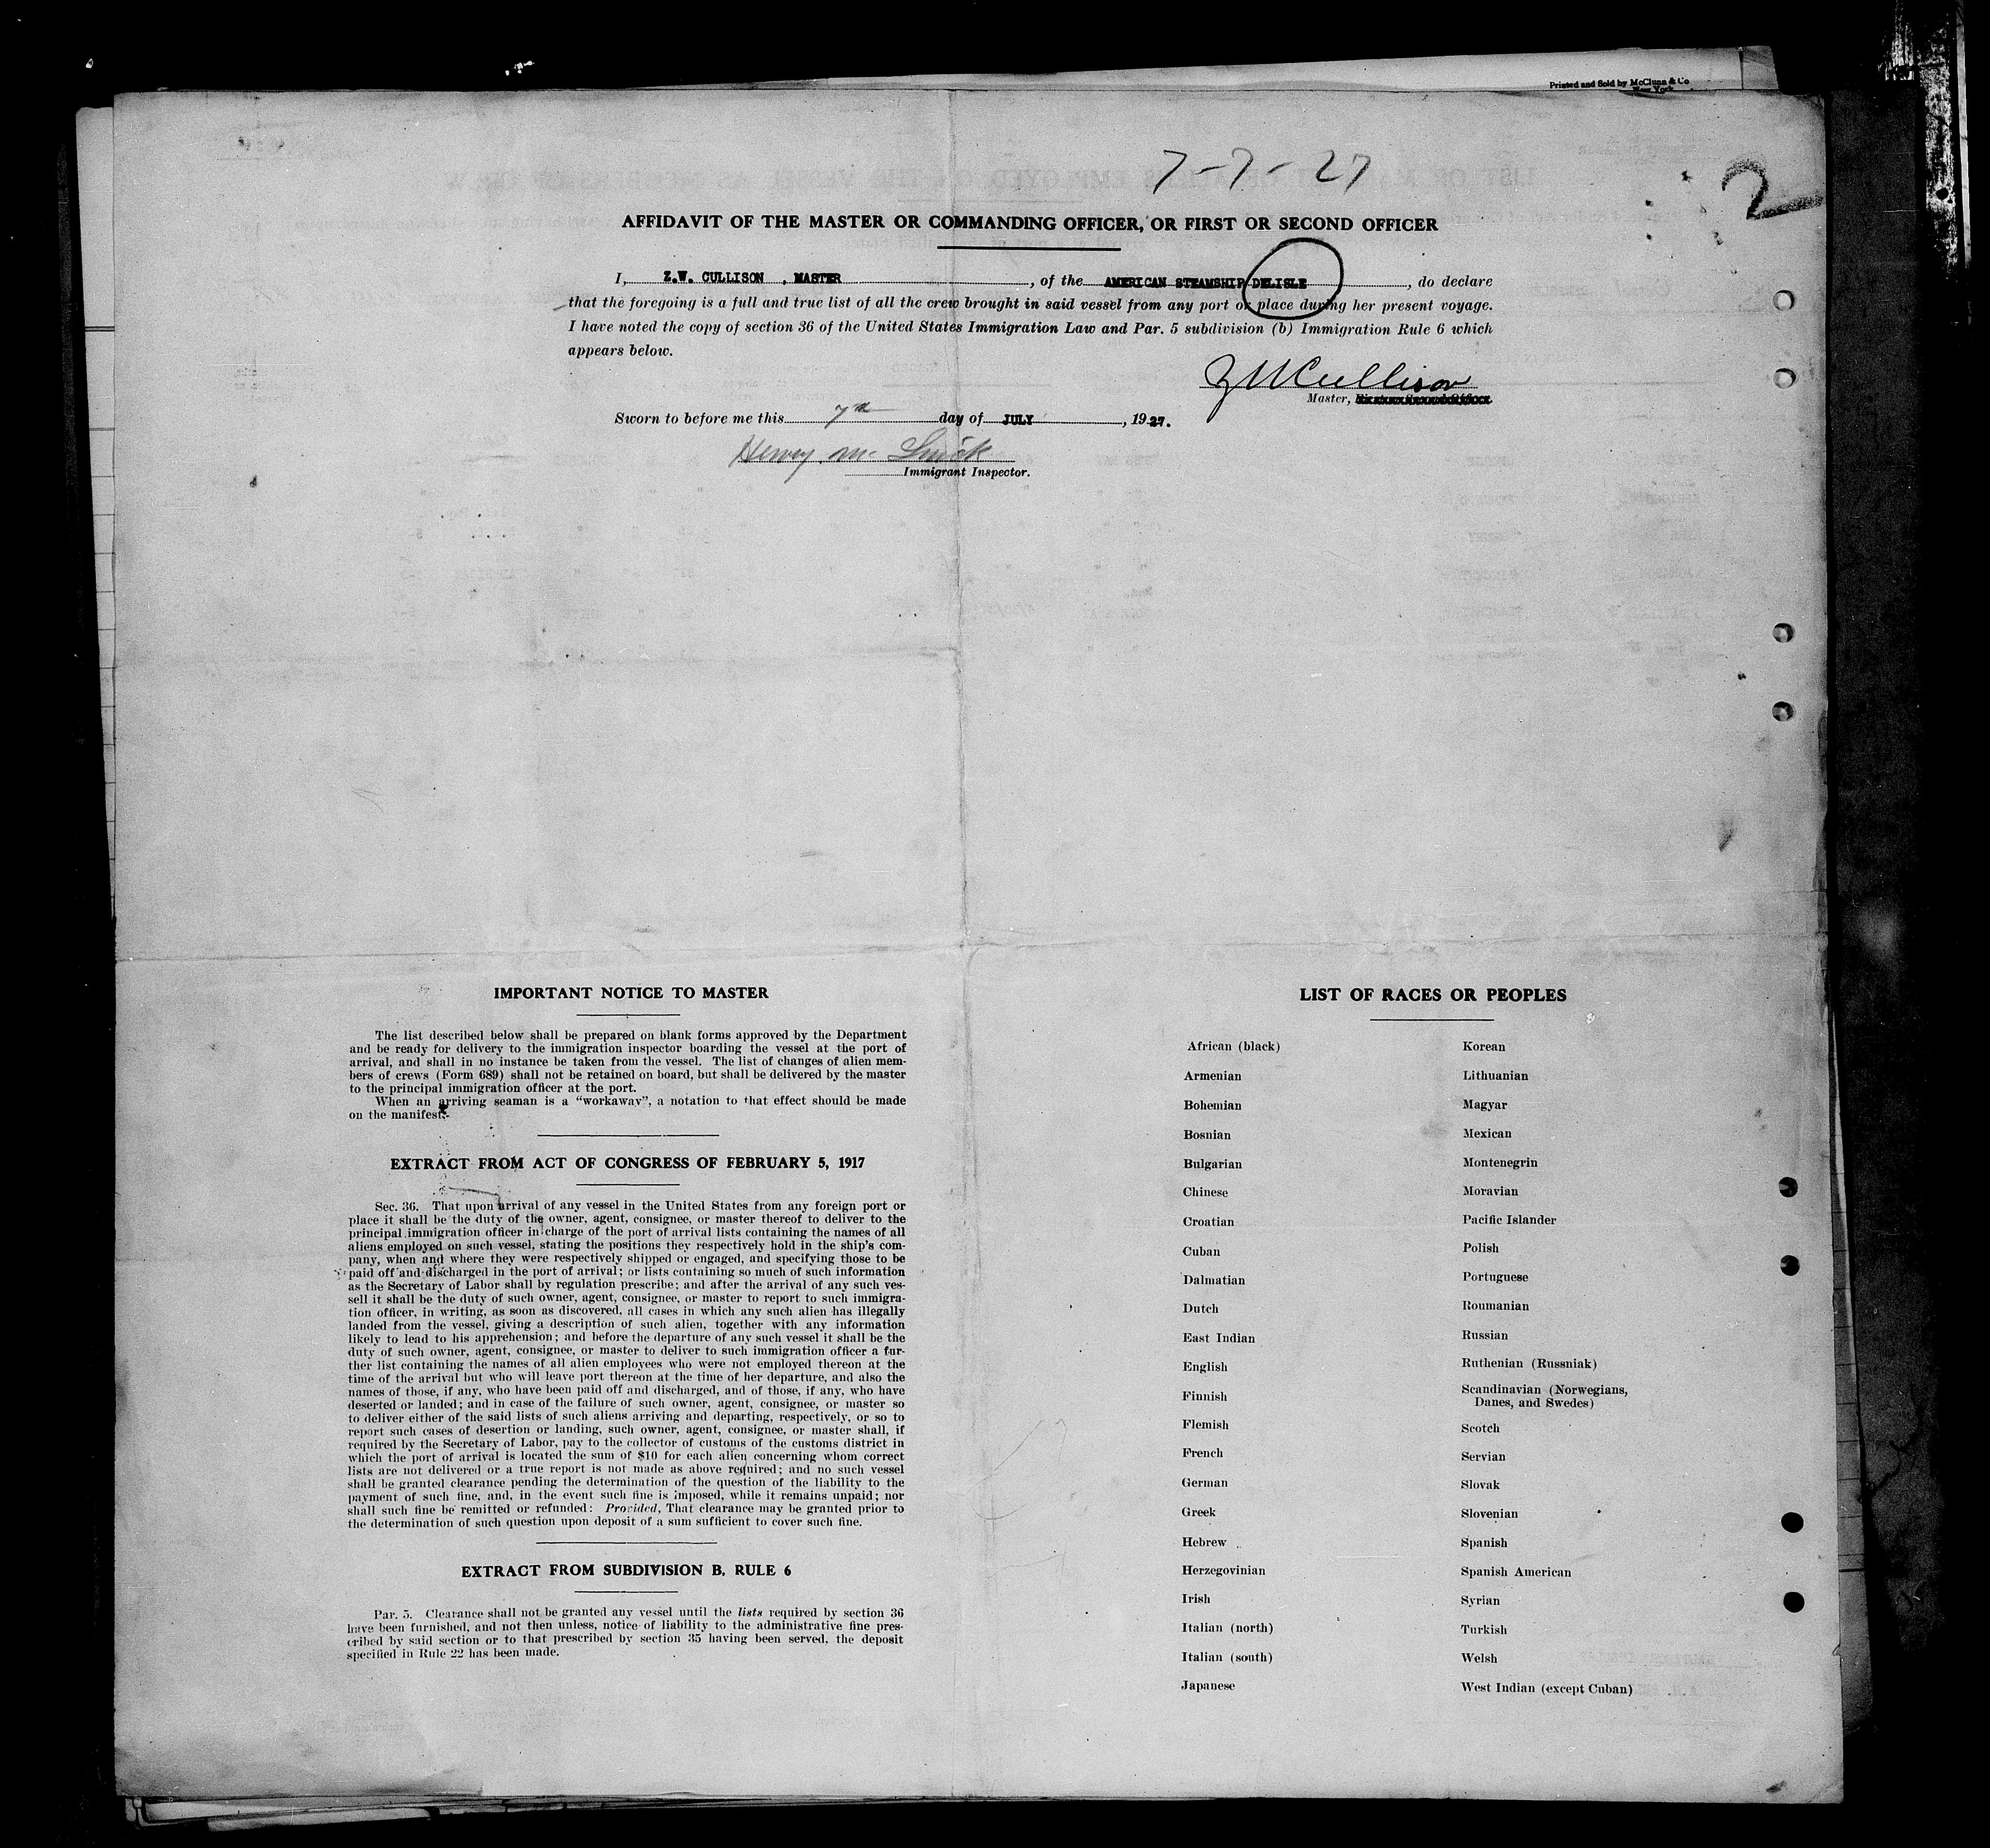 Printed and Sold by McClunn & Co
New York
7-7-27
2
AFFIDAVIT OF THE MASTER OR COMMANDING OFFICER, OR FIRST OR SECOND OFFICER
I, Z.W. CULLISON , MASTER, of the AMERICAN STEAMSHIP DELISLE, do declare
that the foregoing is a full and true list of all the crew brought in said vessel from any port or place during her present voyage.
I have noted the copy of section 36 of the United States Immigration Law and Par. 5 subdivision (b) Immigration Rule 6 which
appears below.
Z W Cullison
Master,
Sworn to before me this 7th day of JULY, 1927.
Immigrant Inspector.
IMPORTANT NOTICE TO MASTER
The list described below shall be prepared on blank forms approved by the Department
and be ready for delivery to the immigration inspector boarding the vessel at the port of
arrival, and shall in no instance be taken from the vessel. The list of changes of alien mem-
bers of crews (Form 689) shall not be retained on board, but shall be delivered by the master
to the principal immigration officer at the port.
When an arriving seaman is a "workaway", a notation to that effect should be made
on the manifest.
EXTRACT FROM ACT OF CONGRESS OF FEBRUARY 5, 1917
Sec. 36. That upon arrival of any vessel in the United States from any foreign port or
place it shall be the duty of the owner, agent, consignee, or master thereof to deliver to the
principal immigration officer in charge of the port of arrival lists containing the names of all
aliens employed on such vessel, stating the positions they respectively hold in the ship's com-
pany, when and where they were respectively shipped or engaged, and specifying those to be
paid off and discharged in the port of arrival; or lists containing so much of such information
as the Secretary of Labor shall by regulation prescribe; and after the arrival of any such ves-
sell it shall be the duty of such owner, agent, consignee, or master to report to such immigra-
tion officer, in writing, as soon as discovered, all cases in which any such alien has illegally
landed from the vessel, giving a description of such alien, together with any information
likely to lead to his apprehension; and before the departure of any such vessel it shall be the
duty of such owner, agent, consignee, or master to deliver to such immigration officer a fur-
ther list containing the names of all alien employees who were not employed thereon at the
time of the arrival but who will leave port thereon at the time of her departure, and also the
names of those, if any, who have been paid off and discharged, and of those, if any, who have
deserted or landed; and in case of the failure of such owner, agent, consignee, or master so
to deliver either of the said lists of such aliens arriving and departing, respectively, or so to
report such cases of desertion or landing, such owner, agent, consignee, or master shall, if
required by the Secretary of Labor, pay to the collector of customs of the customs district in
which the port of arrival is located the sum of $10 for each alien concerning whom correct
lists are not delivered or a true report is not made as above required; and no such vessel
shall be granted clearance pending the determination of the question of the liability to the
payment of such fine, and, in the event such fine is imposed, while it remains unpaid; nor
shall such fine be remitted or refunded: Provided, That clearance may be granted prior to
the determination of such question upon deposit of a sum sufficient to cover such fine.
EXTRACT FROM SUBDIVISION B, RULE 6
Par. 5. Clearance shall not be granted any vessel until the lists required by section 36
have been furnished, and not then unless, notice of liability to the administrative fine pres-
cribed by said section or to that prescribed by section 35 having been served, the deposit
specified in Rule 22 has been made.
LIST OF RACES OR PEOPLES
African (black)
Armenian
Bohemian
Bosnian
Bulgarian
Chinese
Croatian
Cuban
Dalmatian
Dutch
East Indian
English
Finnish
Flemish
French
German
Greek
Hebrew
Herzegovinian
Irish
Italian (north)
Italian (south)
Japanese
Korean
Lithuanian
Magyar
Mexican
Montenegrin
Moravian
Pacific Islander
Polish
Portuguese
Roumanian
Russian
Ruthenian (Russniak)
Scandinavian (Norwegians,
Danes, and Swedes)
Scotch
Servian
Slovak
Slovenian
Spanish
Spanish American
Syrian
Turkish
Welsh
West Indian (except Cuban)